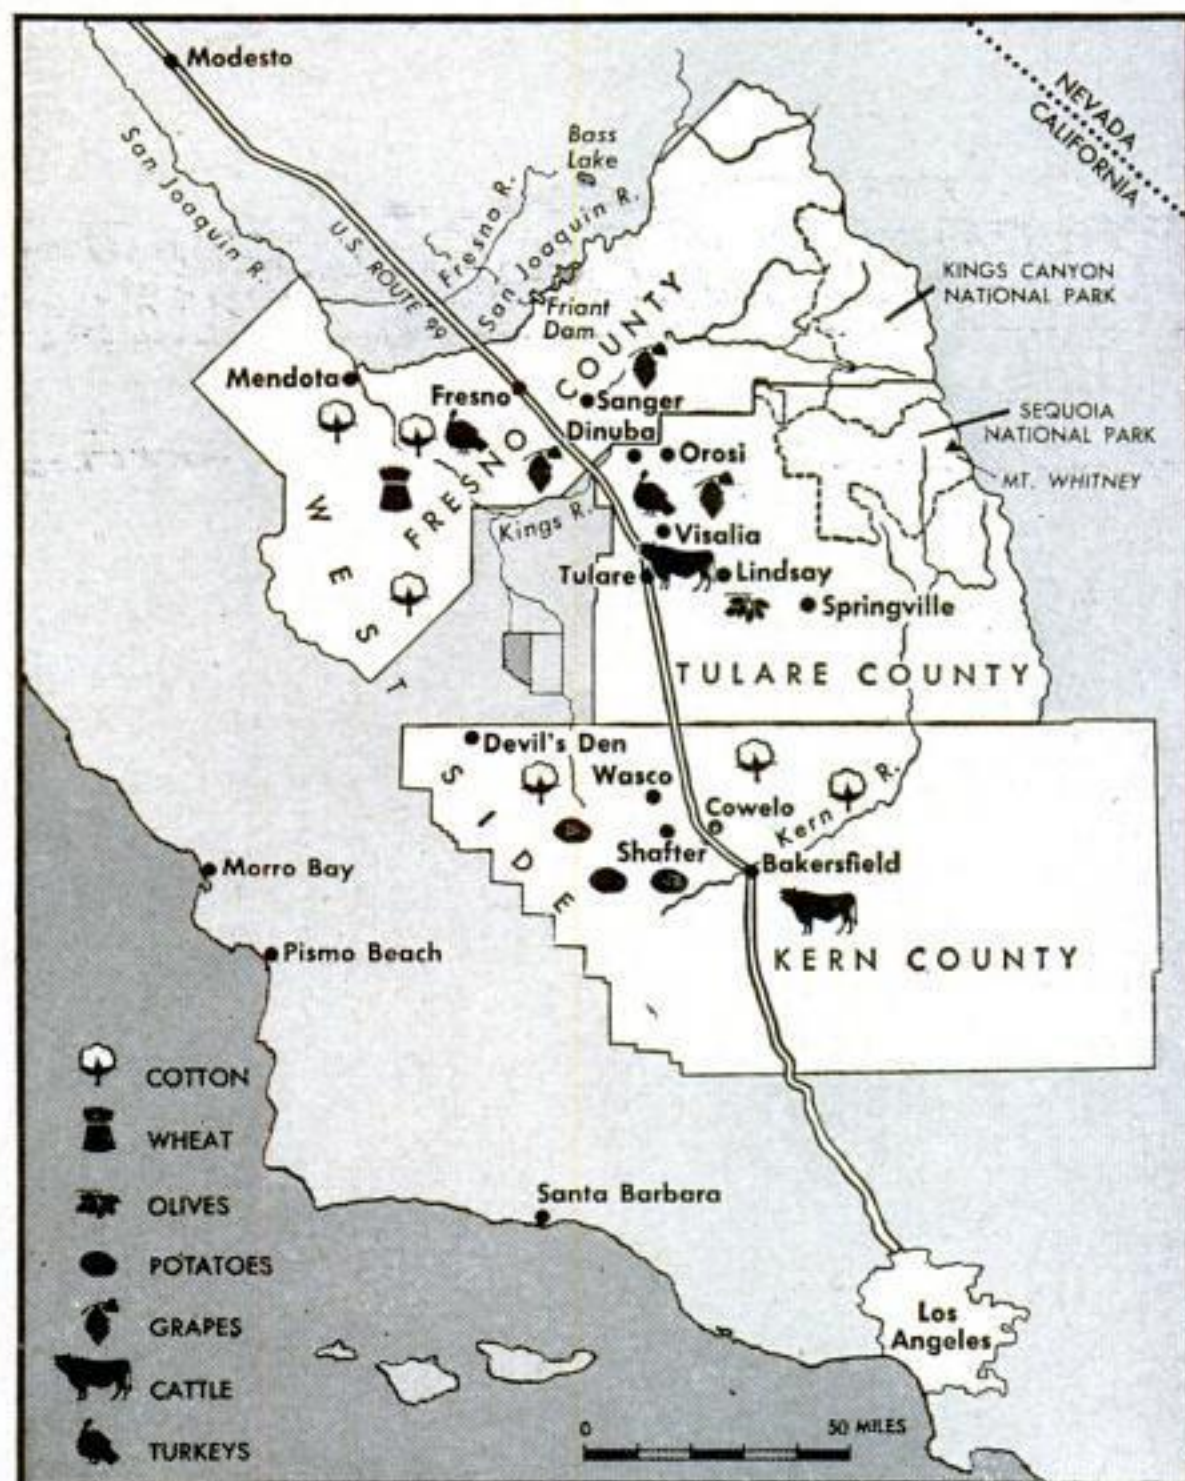 Modesto
NEVADA
CALIFORNIA
San Joaquin R.
Bass
Lake
Fresno R.
San Joaquin R.
U.S. ROUTE 99
Friant
Dam
KINGS CANYON
NATIONAL PARK
Mendota
Fresno
Sanger
Dinuba
Orosi
FRESNO COUNTY
SEQUOIA
NATIONAL PARK
MT. WHITNEY
Kings R.
Visalia
Tulare
Lindsay
Springville
TULARE COUNTY
WEST SIDE
Devil's Den
Wasco
Cowelo
Kern R.
Shafter
Bakersfield
KERN COUNTY
Morro Bay
Pismo Beach
Santa Barbara
Los
Angeles
COTTON
WHEAT
OLIVES
POTATOES
GRAPES
CATTLE
TURKEYS
0 50 MILES